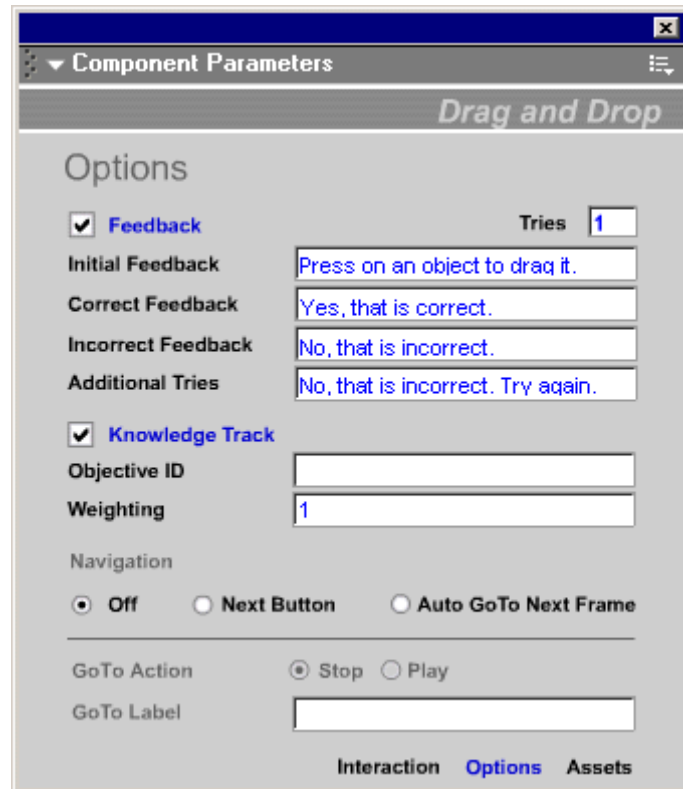 Component Parameters
Drag and Drop
Options
Feedback Tries 1
Initial Feedback Press on an object to drag it.
Correct Feedback Yes, that is correct.
Incorrect Feedback No, that is incorrect.
Additional Tries No, that is incorrect. Try again.
Knowledge Track
Objective ID
Weighting 1
Navigation
Off Next Button Auto GoTo Next Frame
GoTo Action Stop Play
GoTo Label
Interaction Options Assets